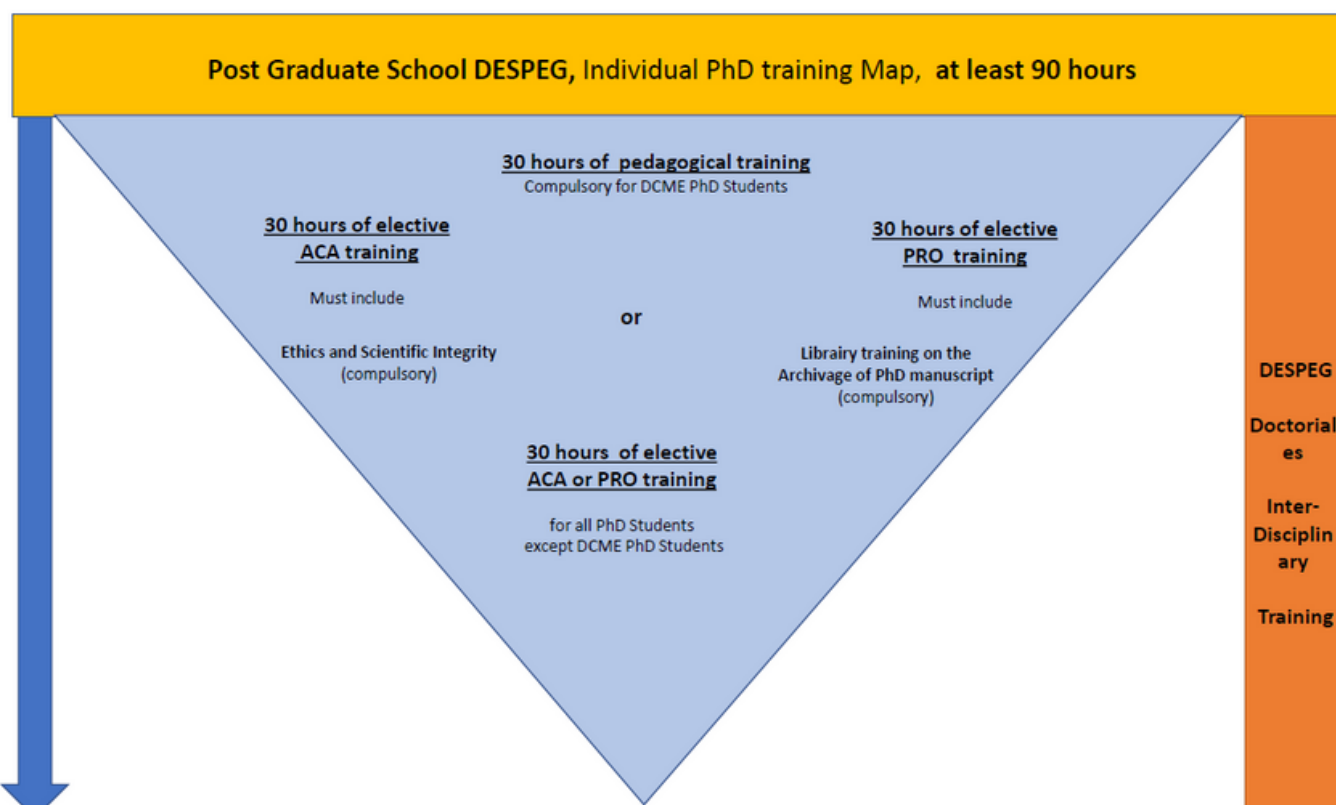 Post Graduate School DESPEG, Individual PhD training Map, at least 90 hours
30 hours of pedagogical training
Compulsory for DCME PhD Students
30 hours of elective
ACA training
Must include
Ethics and Scientific Integrity
(compulsory)
or
30 hours of elective
PRO training
Must include
Librairy training on the
Archivage of PhD manuscript
(compulsory)
30 hours of elective
ACA or PRO training
for all PhD Students
except DCME PhD Students
DESPEG
Doctorial
es
Inter-
Disciplin
ary
Training